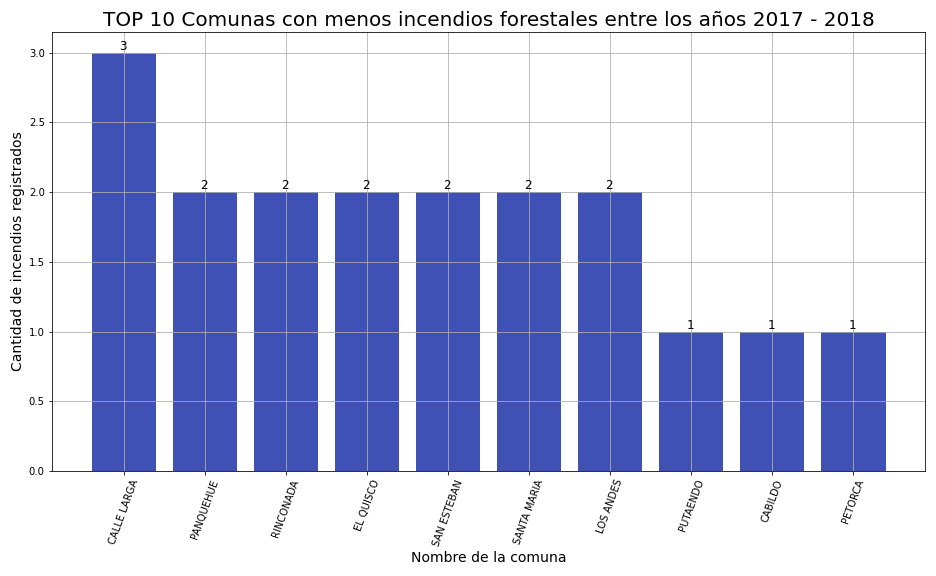 TOP 10 Comunas con menos incendios forestales entre los años 2017 - 2018
Cantidad de incendios registrados
3.0
2.5
2.0
1.5
1.0
0.5
0.0
3
2
2
2
2
2
2
1
1
1
CALLE LARGA
PANQUEHUE
RINCONADA
EL QUISCO
SAN ESTEBAN
SANTA MARIA
LOS ANDES
PUTAENDO
CABILDO
PETORCA
Nombre de la comuna